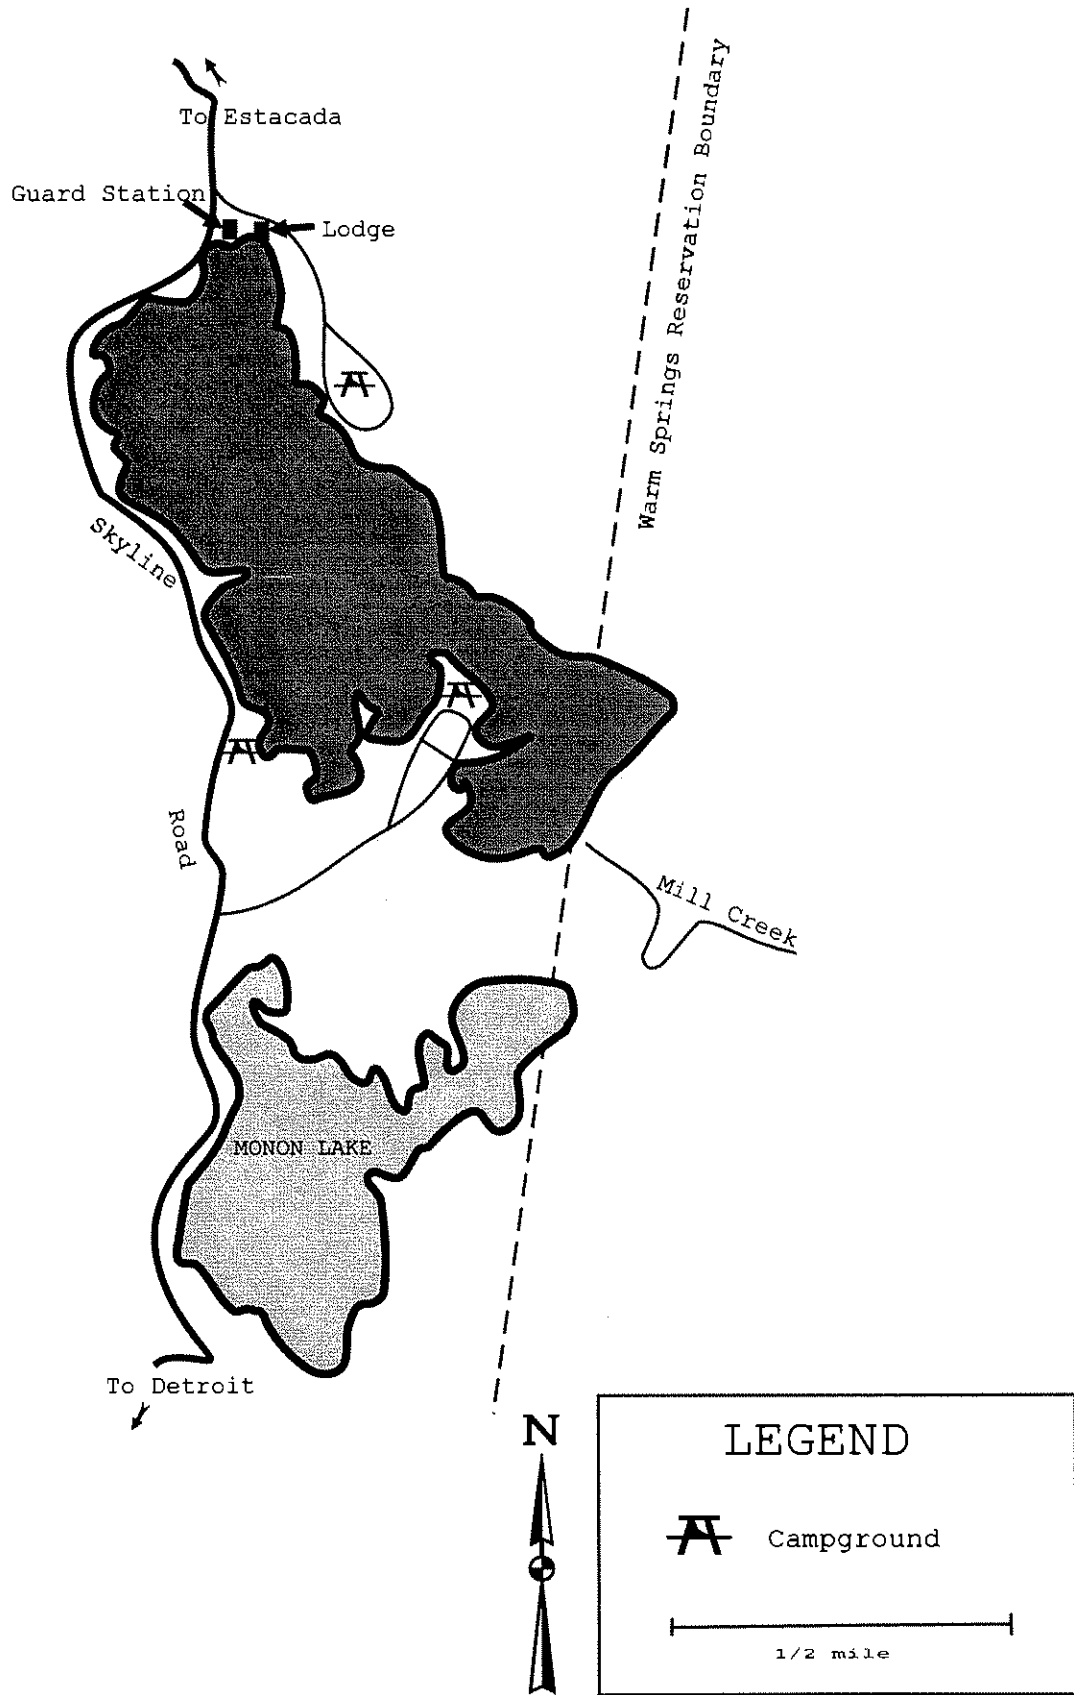 To Estacada
Guard Station
Lodge
Warm Springs Reservation Boundary
Skyline
Road
Mill Creek
MONON LAKE
To Detroit
N
LEGEND
Campground
1/2 mile